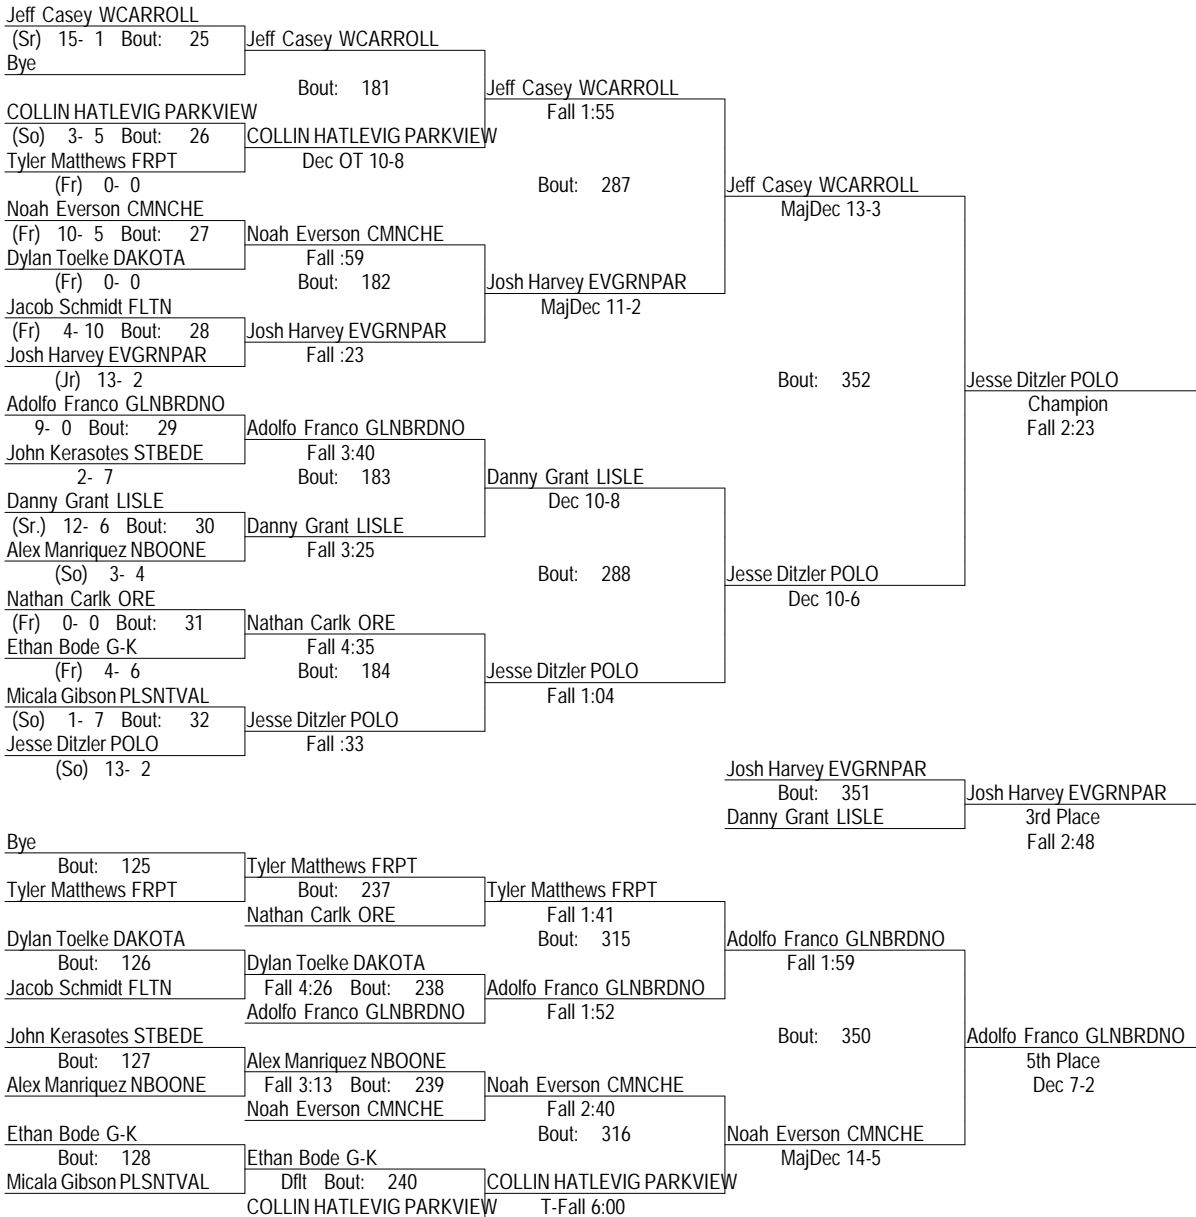 Jeff Casey WCARROLL
(Sr) 15- 1 Bout: 25 Jeff Casey WCARROLL
Bye
Bout: 181 Jeff Casey WCARROLL
COLLIN HATLEVIG PARKVIEW Fall 1:55
(So) 3- 5 Bout: 26 COLLIN HATLEVIG PARKVIEW
Tyler Matthews FRPT Dec OT 10-8
(Fr) 0- 0 Bout: 287 Jeff Casey WCARROLL
Noah Everson CMNCHE MajDec 13-3
(Fr) 10- 5 Bout: 27 Noah Everson CMNCHE
Dylan Toelke DAKOTA Fall :59
(Fr) 0- 0 Bout: 182 Josh Harvey EVGRNPAR
Jacob Schmidt FLTN MajDec 11-2
(Fr) 4- 10 Bout: 28 Josh Harvey EVGRNPAR
Josh Harvey EVGRNPAR Fall :23
(Jr) 13- 2 Bout: 352 Jesse Ditzler POLO
Adolfo Franco GLNBRDNO Champion
9- 0 Bout: 29 Adolfo Franco GLNBRDNO Fall 2:23
John Kerasotes STBEDE Fall 3:40
2- 7 Bout: 183 Danny Grant LISLE
Danny Grant LISLE Dec 10-8
(Sr.) 12- 6 Bout: 30 Danny Grant LISLE
Alex Manriquez NBOONE Fall 3:25
(So) 3- 4 Bout: 288 Jesse Ditzler POLO
Nathan Carlk ORE Dec 10-6
(Fr) 0- 0 Bout: 31 Nathan Carlk ORE
Ethan Bode G-K Fall 4:35
(Fr) 4- 6 Bout: 184 Jesse Ditzler POLO
Micala Gibson PLSNTVAL Fall 1:04
(So) 1- 7 Bout: 32 Jesse Ditzler POLO
Jesse Ditzler POLO Fall :33
(So) 13- 2 Josh Harvey EVGRNPAR
Bout: 351 Josh Harvey EVGRNPAR
Danny Grant LISLE 3rd Place
Bye Fall 2:48
Bout: 125 Tyler Matthews FRPT
Tyler Matthews FRPT Bout: 237 Tyler Matthews FRPT
Nathan Carlk ORE Fall 1:41
Dylan Toelke DAKOTA Bout: 315 Adolfo Franco GLNBRDNO
Bout: 126 Dylan Toelke DAKOTA Fall 1:59
Jacob Schmidt FLTN Fall 4:26 Bout: 238 Adolfo Franco GLNBRDNO
Adolfo Franco GLNBRDNO Fall 1:52
John Kerasotes STBEDE Bout: 350 Adolfo Franco GLNBRDNO
Bout: 127 Alex Manriquez NBOONE 5th Place
Alex Manriquez NBOONE Fall 3:13 Bout: 239 Noah Everson CMNCHE Dec 7-2
Noah Everson CMNCHE Fall 2:40
Ethan Bode G-K Bout: 316 Noah Everson CMNCHE
Bout: 128 Ethan Bode G-K MajDec 14-5
Micala Gibson PLSNTVAL Dflt Bout: 240 COLLIN HATLEVIG PARKVIEW
COLLIN HATLEVIG PARKVIEW T-Fall 6:00